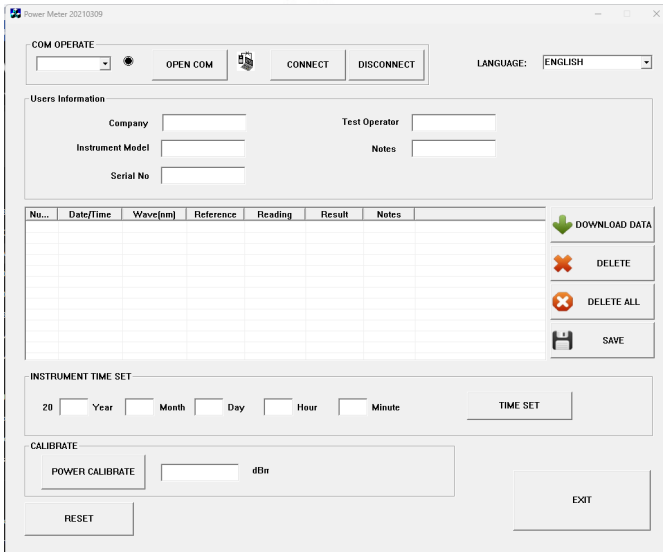 Power Meter 20210309
COM OPERATE
OPEN COM
CONNECT
DISCONNECT
LANGUAGE:
ENGLISH
Users Information
Company
Test Operator
Instrument Model
Notes
Serial No
Nu... Date/Time Wave(nm) Reference Reading Result Notes
DOWNLOAD DATA
DELETE
DELETE ALL
SAVE
INSTRUMENT TIME SET
20 Year Month Day Hour Minute
TIME SET
CALIBRATE
POWER CALIBRATE
dBm
EXIT
RESET